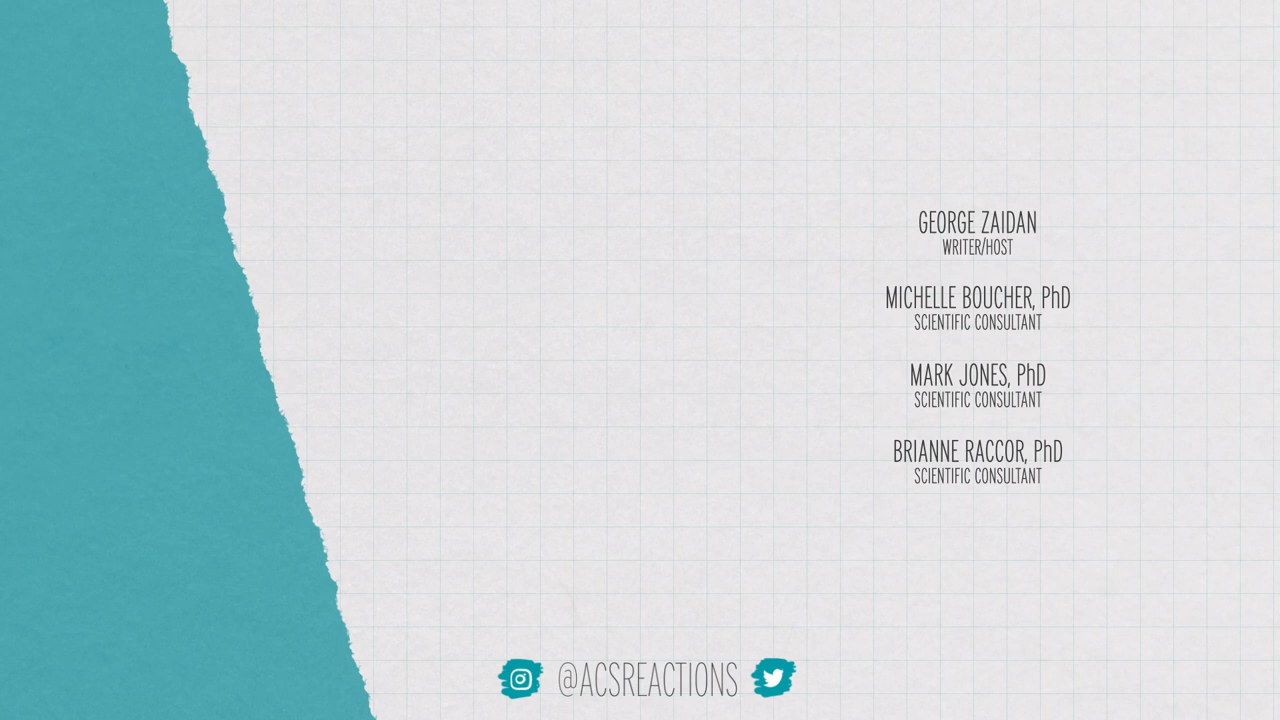 GEORGE ZAIDAN
WRITER/HOST
MICHELLE BOUCHER, PhD
SCIENTIFIC CONSULTANT
MARK JONES, PhD
SCIENTIFIC CONSULTANT
BRIANNE RACCOR, PhD
SCIENTIFIC CONSULTANT
@ACSREACTIONS